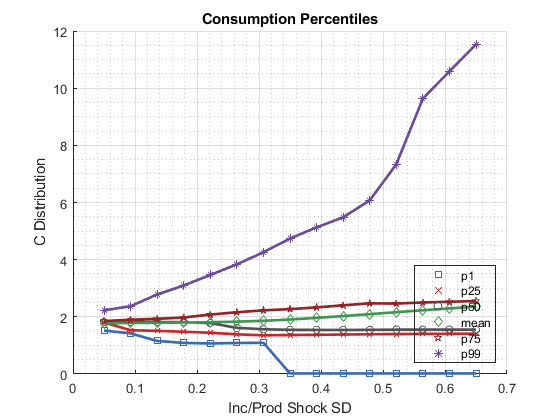 Consumption Percentiles
12
10
8
6
4
2
0
C Distribution
p1
p25
p50
mean
p75
p99
0 0.1 0.2 0.3 0.4 0.5 0.6 0.7
Inc/Prod Shock SD